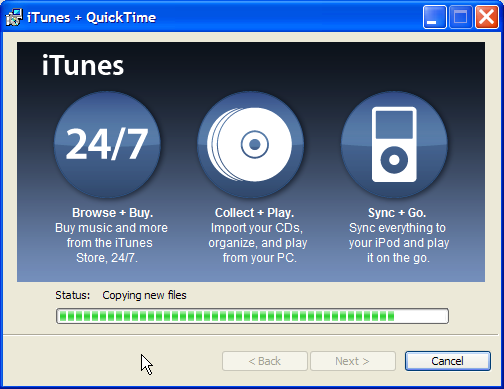 iTunes + QuickTime
iTunes
24/7
Browse + Buy.
Buy music and more
from the iTunes
Store, 24/7.
Collect + Play.
Import your CDs,
organize, and play
from your PC.
Sync + Go.
Sync everything to
your iPod and play
it on the go.
Status: Copying new files
< Back Next > Cancel